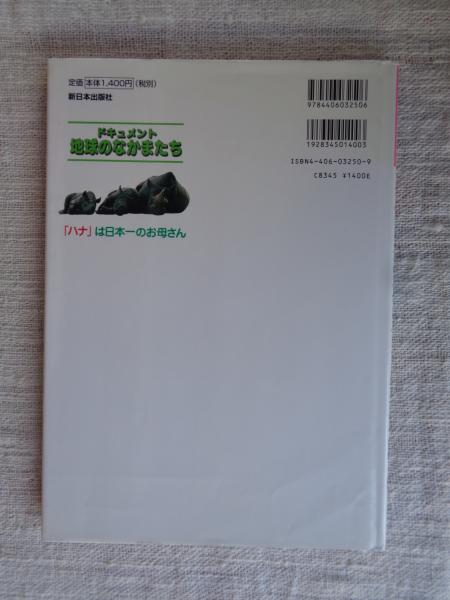 定価 本体1,400円 (税別)
新日本出版社
ドキュメント
地球のなかまたち
「ハナ」は日本一のお母さん
9784406032506
1928345014003
ISBN4-406-03250-9
C8345 ¥1400E